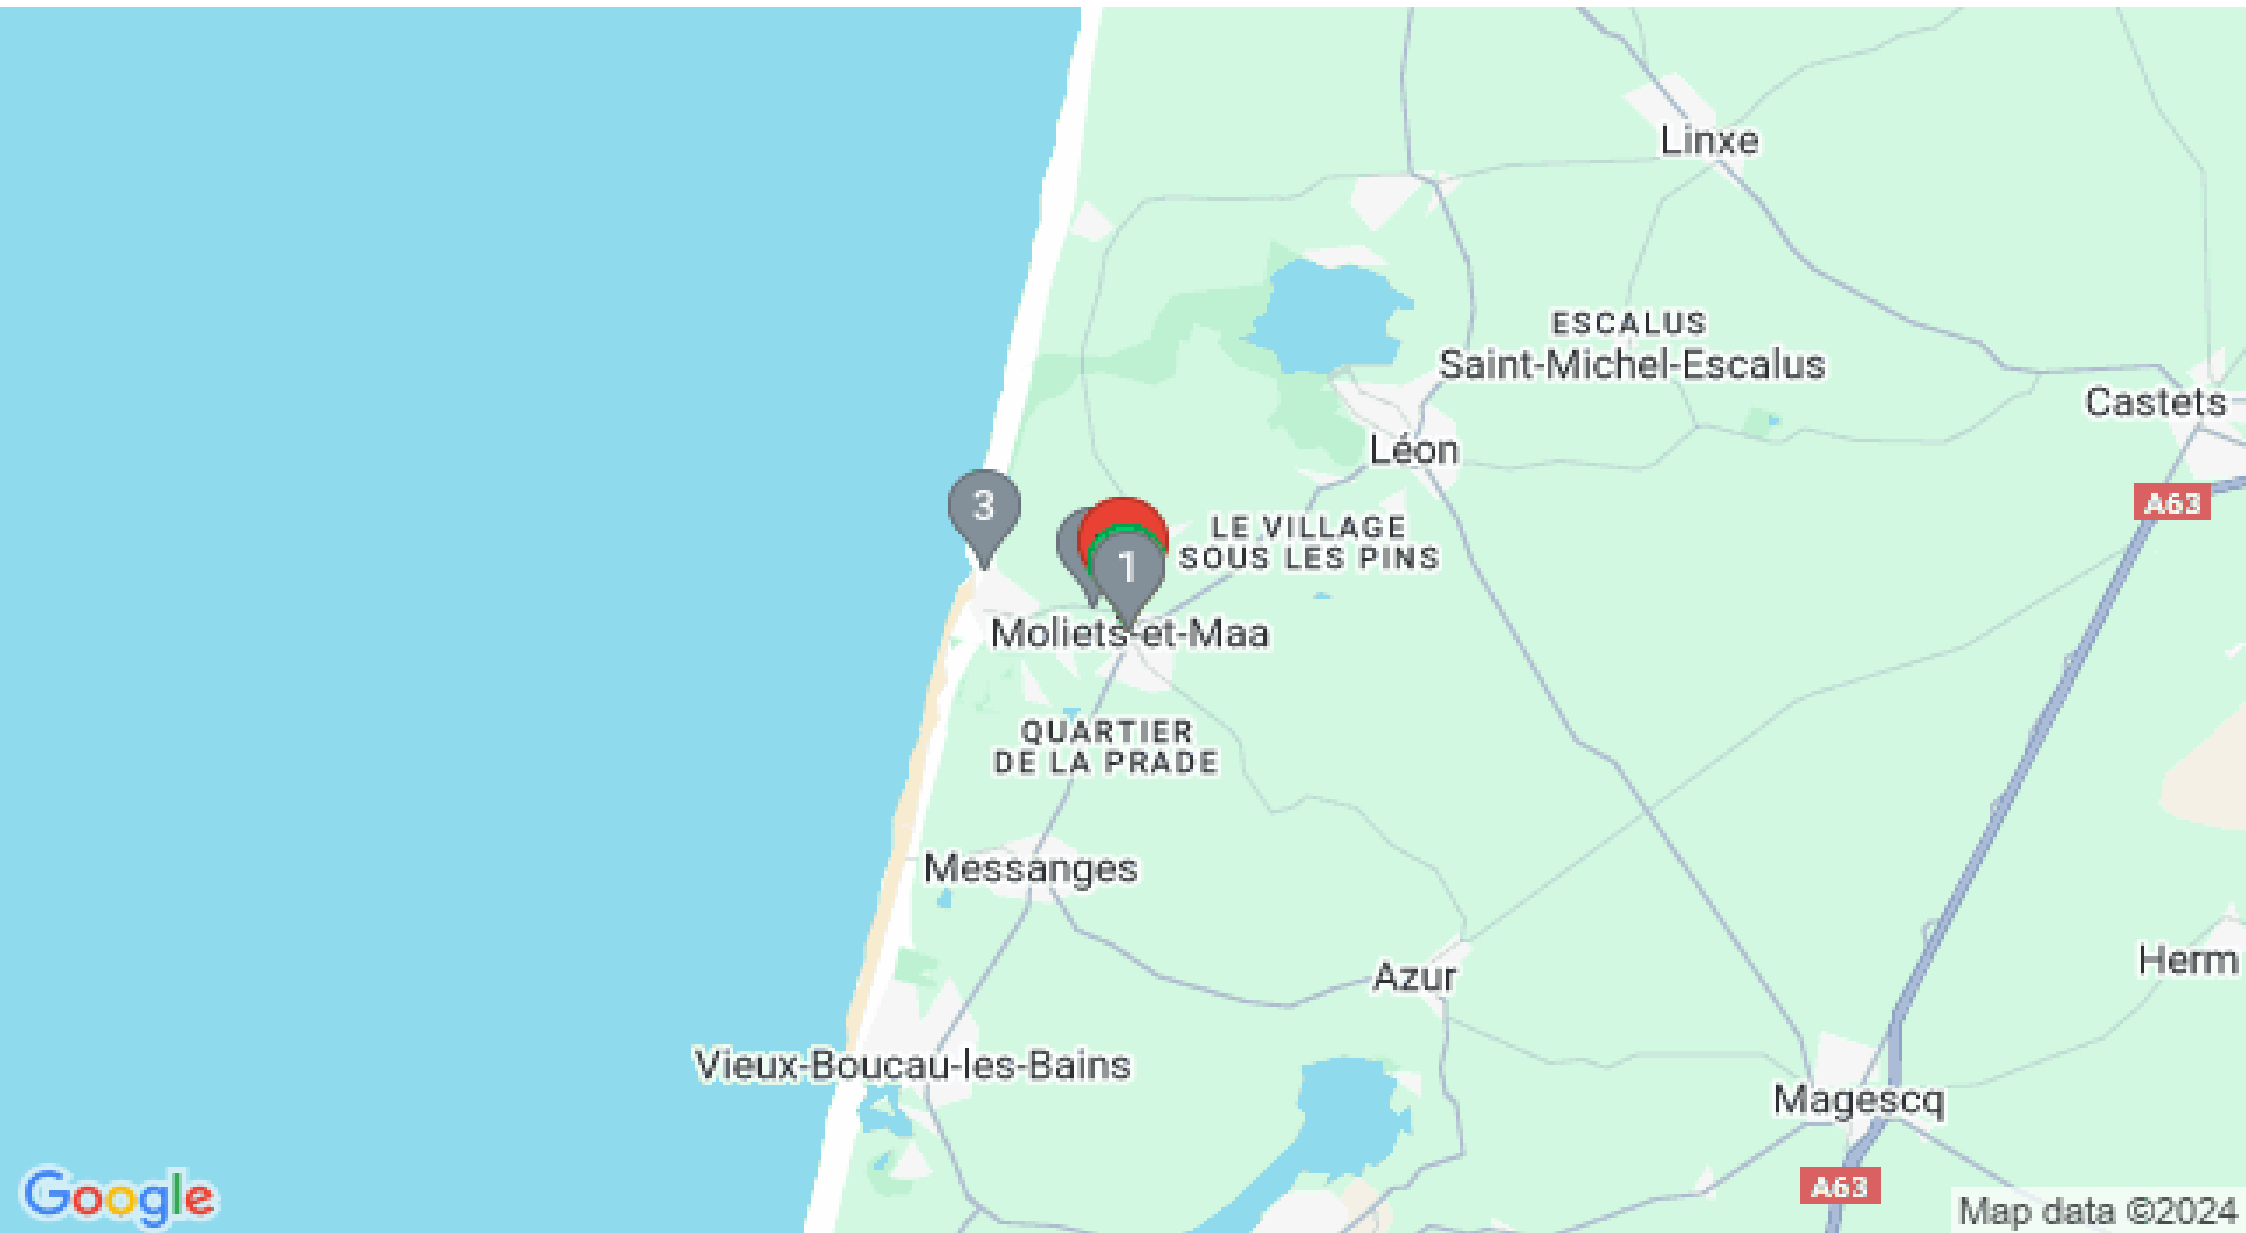 Linxe
ESCALUS
Saint-Michel-Escalus
Castets
Léon
A63
3
LE VILLAGE
SOUS LES PINS
1
Moliets-et-Maa
QUARTIER
DE LA PRADE
Messanges
Herm
Azur
Vieux-Boucau-les-Bains
Magescq
A63
Google
Map data ©2024